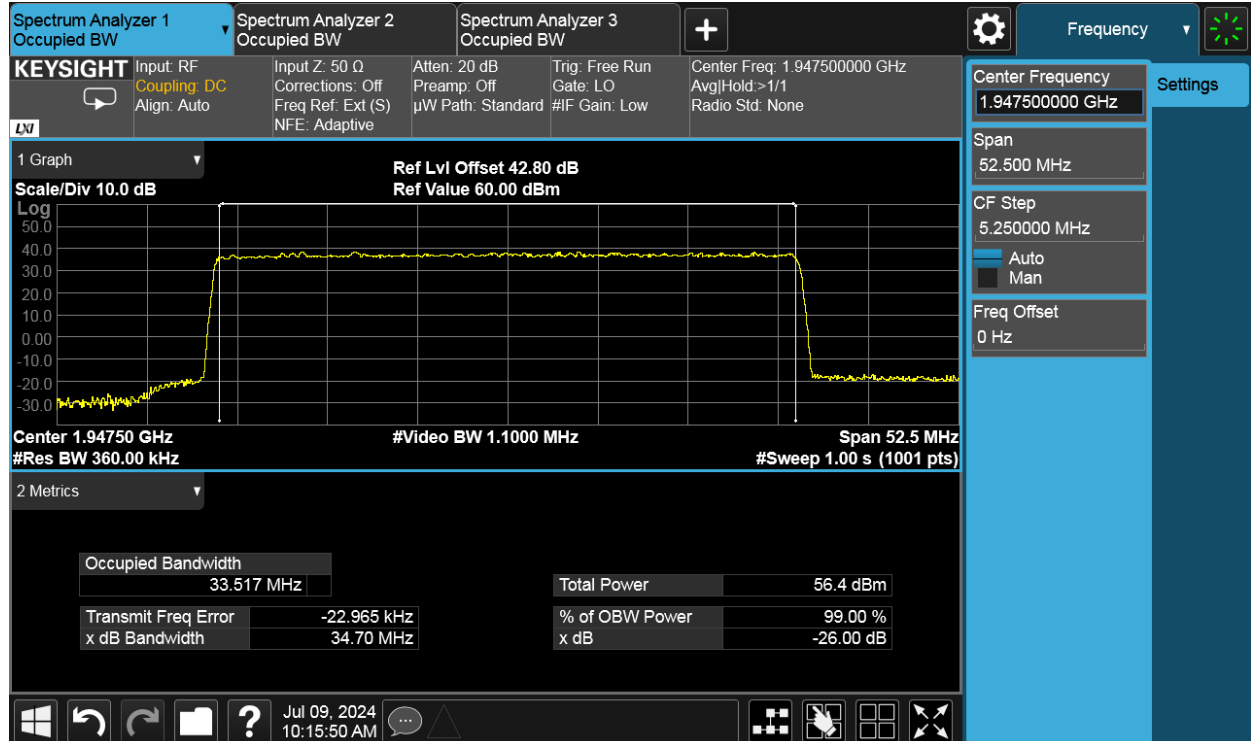 Spectrum Analyzer 1
Occupied BW
Spectrum Analyzer 2
Occupied BW
Spectrum Analyzer 3
Occupied BW
+
Frequency
KEYSIGHT
LXI
Input: RF
Coupling: DC
Align: Auto
Input Z: 50 Ω
Corrections: Off
Freq Ref: Ext (S)
NFE: Adaptive
Atten: 20 dB
Preamp: Off
µW Path: Standard
Trig: Free Run
Gate: LO
#IF Gain: Low
Center Freq: 1.947500000 GHz
Avg|Hold:>1/1
Radio Std: None
Center Frequency
1.947500000 GHz
Settings
Span
52.500 MHz
CF Step
5.250000 MHz
Auto
Man
Freq Offset
0 Hz
1 Graph
Scale/Div 10.0 dB
Ref Lvl Offset 42.80 dB
Ref Value 60.00 dBm
Log
50.0
40.0
30.0
20.0
10.0
0.00
-10.0
-20.0
-30.0
Center 1.94750 GHz
#Video BW 1.1000 MHz
Span 52.5 MHz
#Res BW 360.00 kHz
#Sweep 1.00 s (1001 pts)
2 Metrics
Occupied Bandwidth
33.517 MHz
Total Power 56.4 dBm
Transmit Freq Error -22.965 kHz
% of OBW Power 99.00 %
x dB Bandwidth 34.70 MHz
x dB -26.00 dB
?
Jul 09, 2024
10:15:50 AM